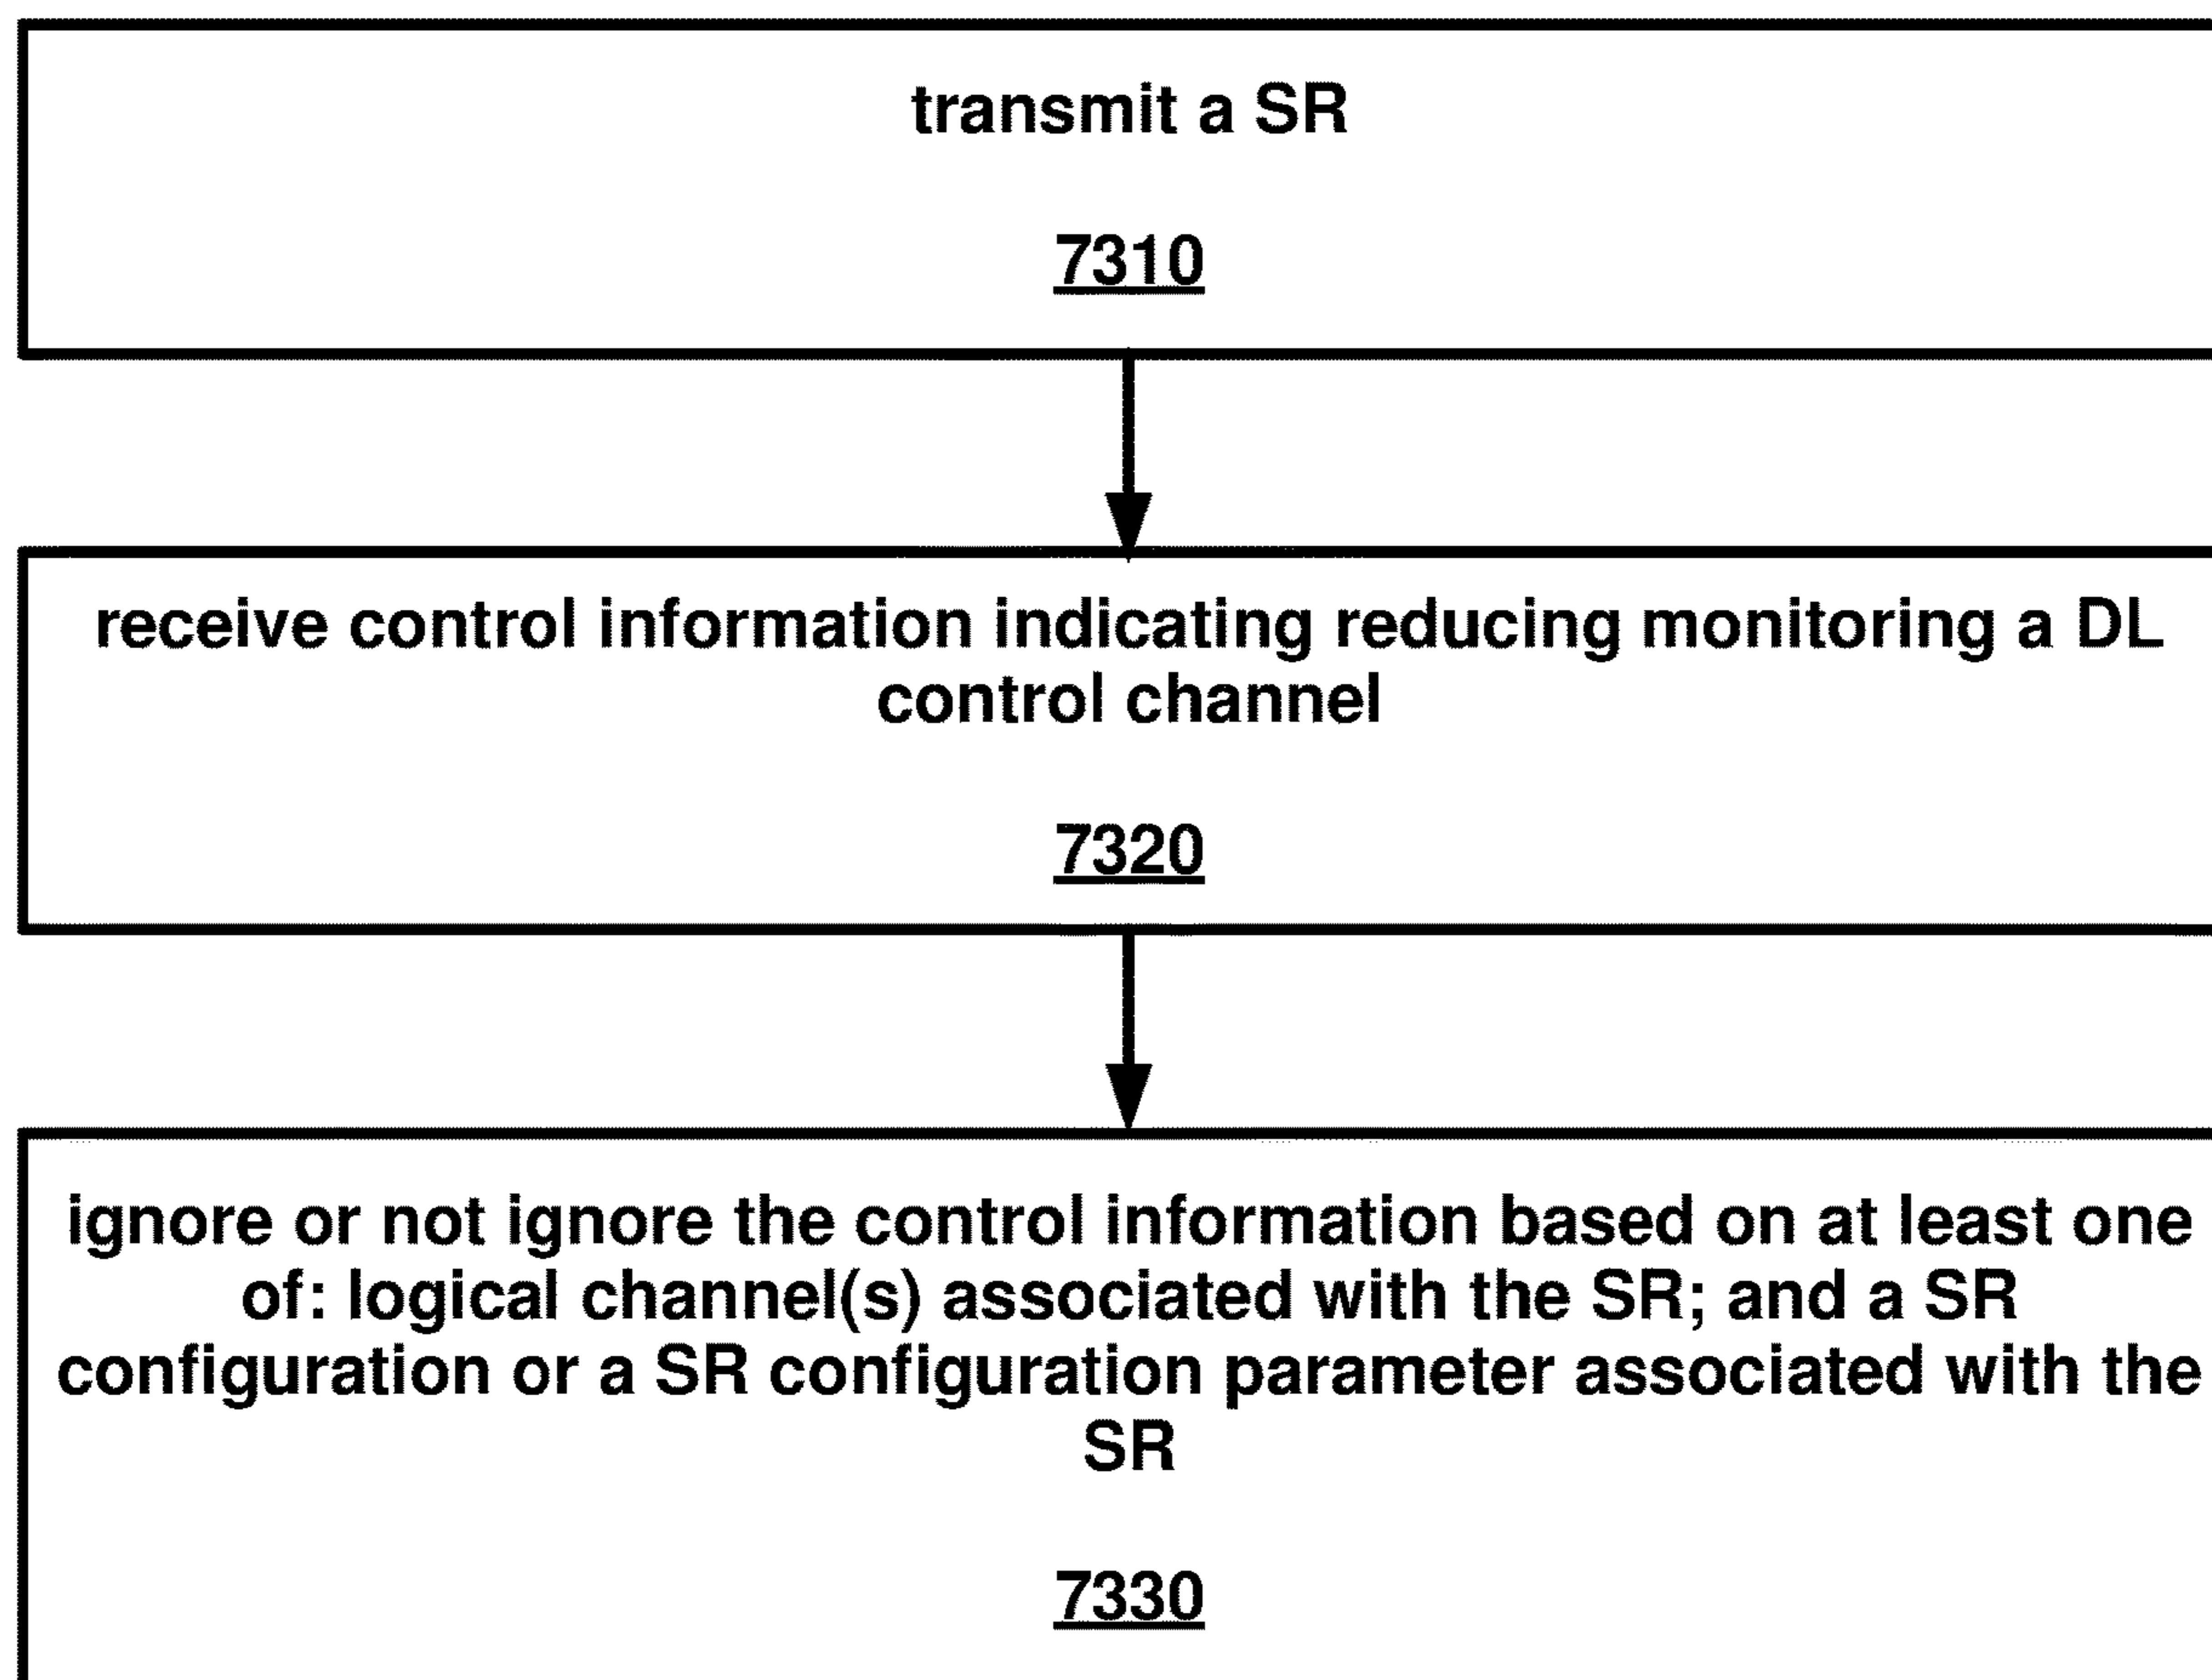 transmit a SR
7310
receive control information indicating reducing monitoring a DL
control channel
7320
ignore or not ignore the control information based on at least one
of: logical channel(s) associated with the SR; and a SR
configuration or a SR configuration parameter associated with the
SR
7330